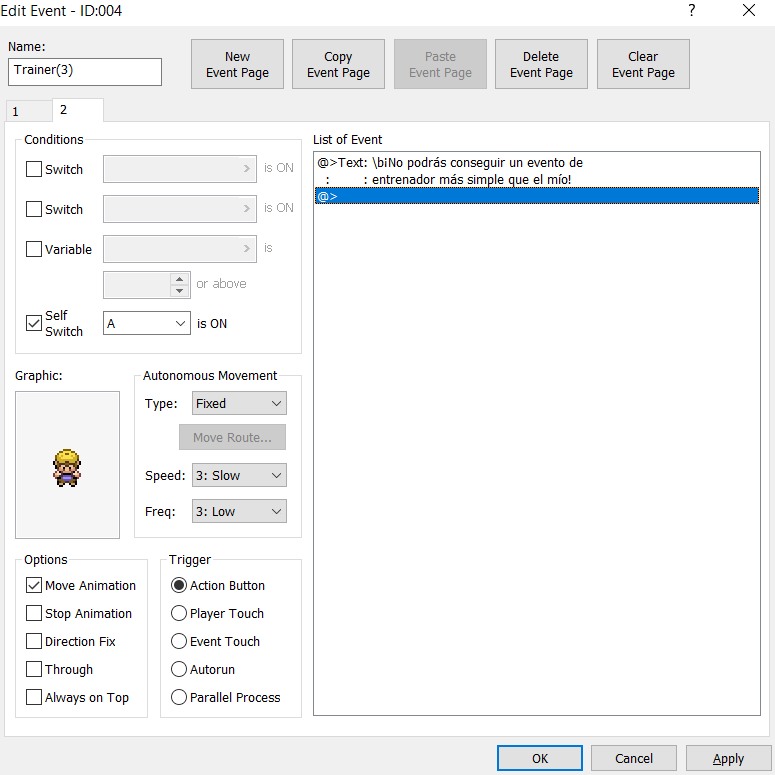 Edit Event - ID:004
?
Name:
Trainer(3)
New
Event Page
Copy
Event Page
Paste
Event Page
Delete
Event Page
Clear
Event Page
1
2
Conditions
Switch
is ON
Switch
is ON
Variable
is
or above
Self
Switch
A
is ON
Graphic:
Autonomous Movement
Type:
Fixed
Move Route...
Speed:
3: Slow
Freq:
3: Low
Options
Move Animation
Stop Animation
Direction Fix
Through
Always on Top
Trigger
Action Button
Player Touch
Event Touch
Autorun
Parallel Process
List of Event
@>Text: \b¡No podrás conseguir un evento de
: : entrenador más simple que el mío!
@>
OK
Cancel
Apply